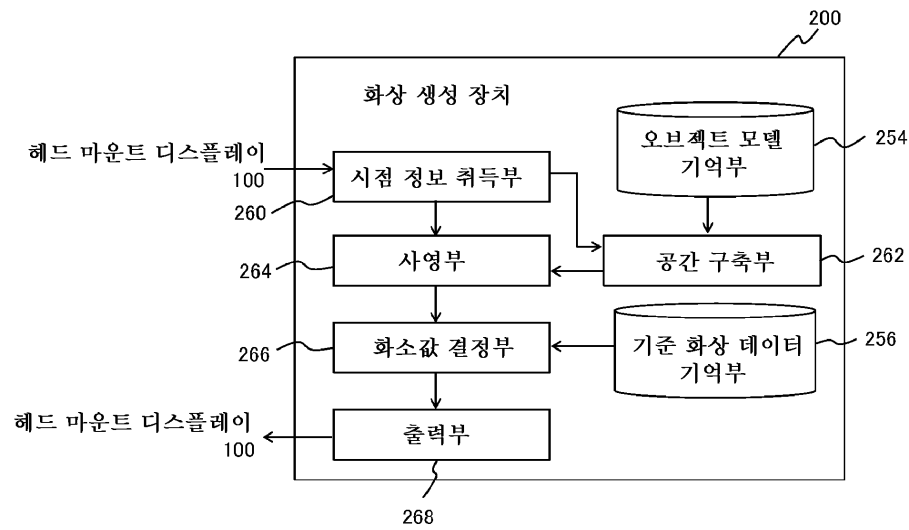 200
화상 생성 장치
오브젝트 모델
기억부
254
헤드 마운트 디스플레이
100
시점 정보 취득부
260
사영부
264
공간 구축부
262
화소값 결정부
266
기준 화상 데이터
기억부
256
헤드 마운트 디스플레이
100
출력부
268